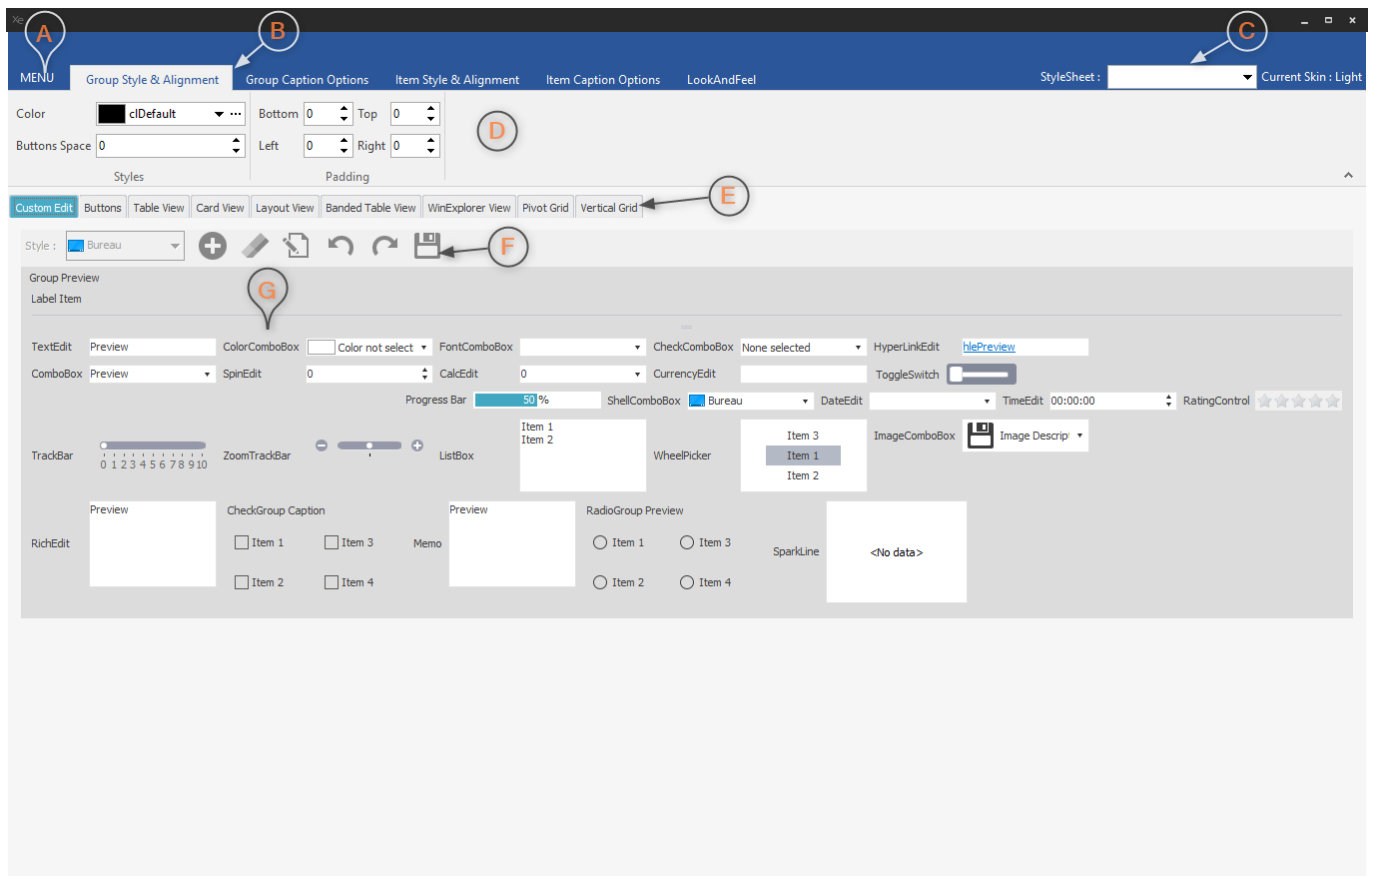 Xe
A
B
C
MENU Group Style & Alignment Group Caption Options Item Style & Alignment Item Caption Options LookAndFeel StyleSheet : Current Skin : Light
Color clDefault Bottom 0 Top 0
D
Buttons Space 0 Left 0 Right 0
Styles Padding
E
Custom Edit Buttons Table View Card View Layout View Banded Table View WinExplorer View Pivot Grid Vertical Grid
Style : Bureau
F
Group Preview
G
Label Item
TextEdit Preview ColorComboBox Color not select FontComboBox CheckComboBox None selected HyperLinkEdit hlePreview
ComboBox Preview SpinEdit 0 CalcEdit 0 CurrencyEdit ToggleSwitch
Progress Bar 50 % ShellComboBox Bureau DateEdit TimeEdit 00:00:00 RatingControl
Item 1
Item 2
Item 3
ImageComboBox Image Descrip
TrackBar 0 1 2 3 4 5 6 7 8 9 10 ZoomTrackBar ListBox WheelPicker Item 1
Item 2
Preview CheckGroup Caption Preview RadioGroup Preview
RichEdit Item 1 Item 3 Memo Item 1 Item 3 SparkLine <No data>
Item 2 Item 4 Item 2 Item 4